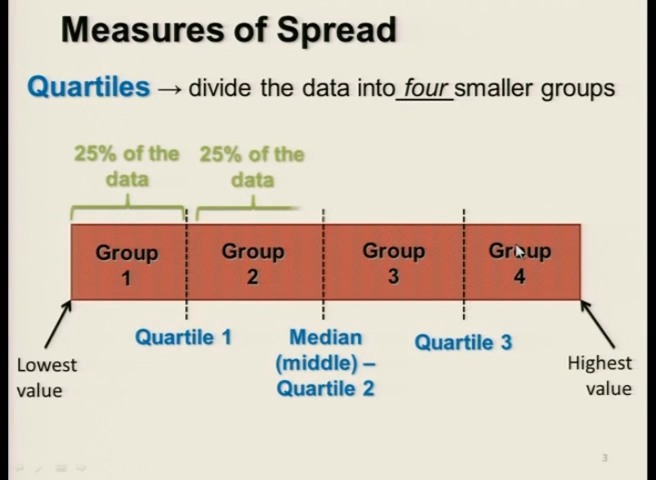 Measures of Spread
Quartiles → divide the data into four smaller groups
25% of the 25% of the
data data
Group Group Group Group
1 2 3 4
Quartile 1 Median Quartile 3
(middle) –
Quartile 2
Lowest Highest
value value
3